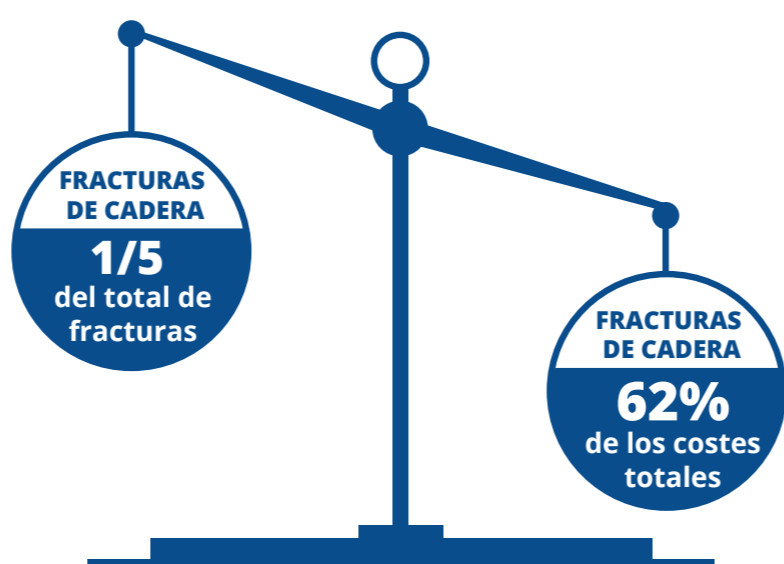 FRACTURAS
DE CADERA
1/5
del total de
fracturas
FRACTURAS
DE CADERA
62%
de los costes
totales